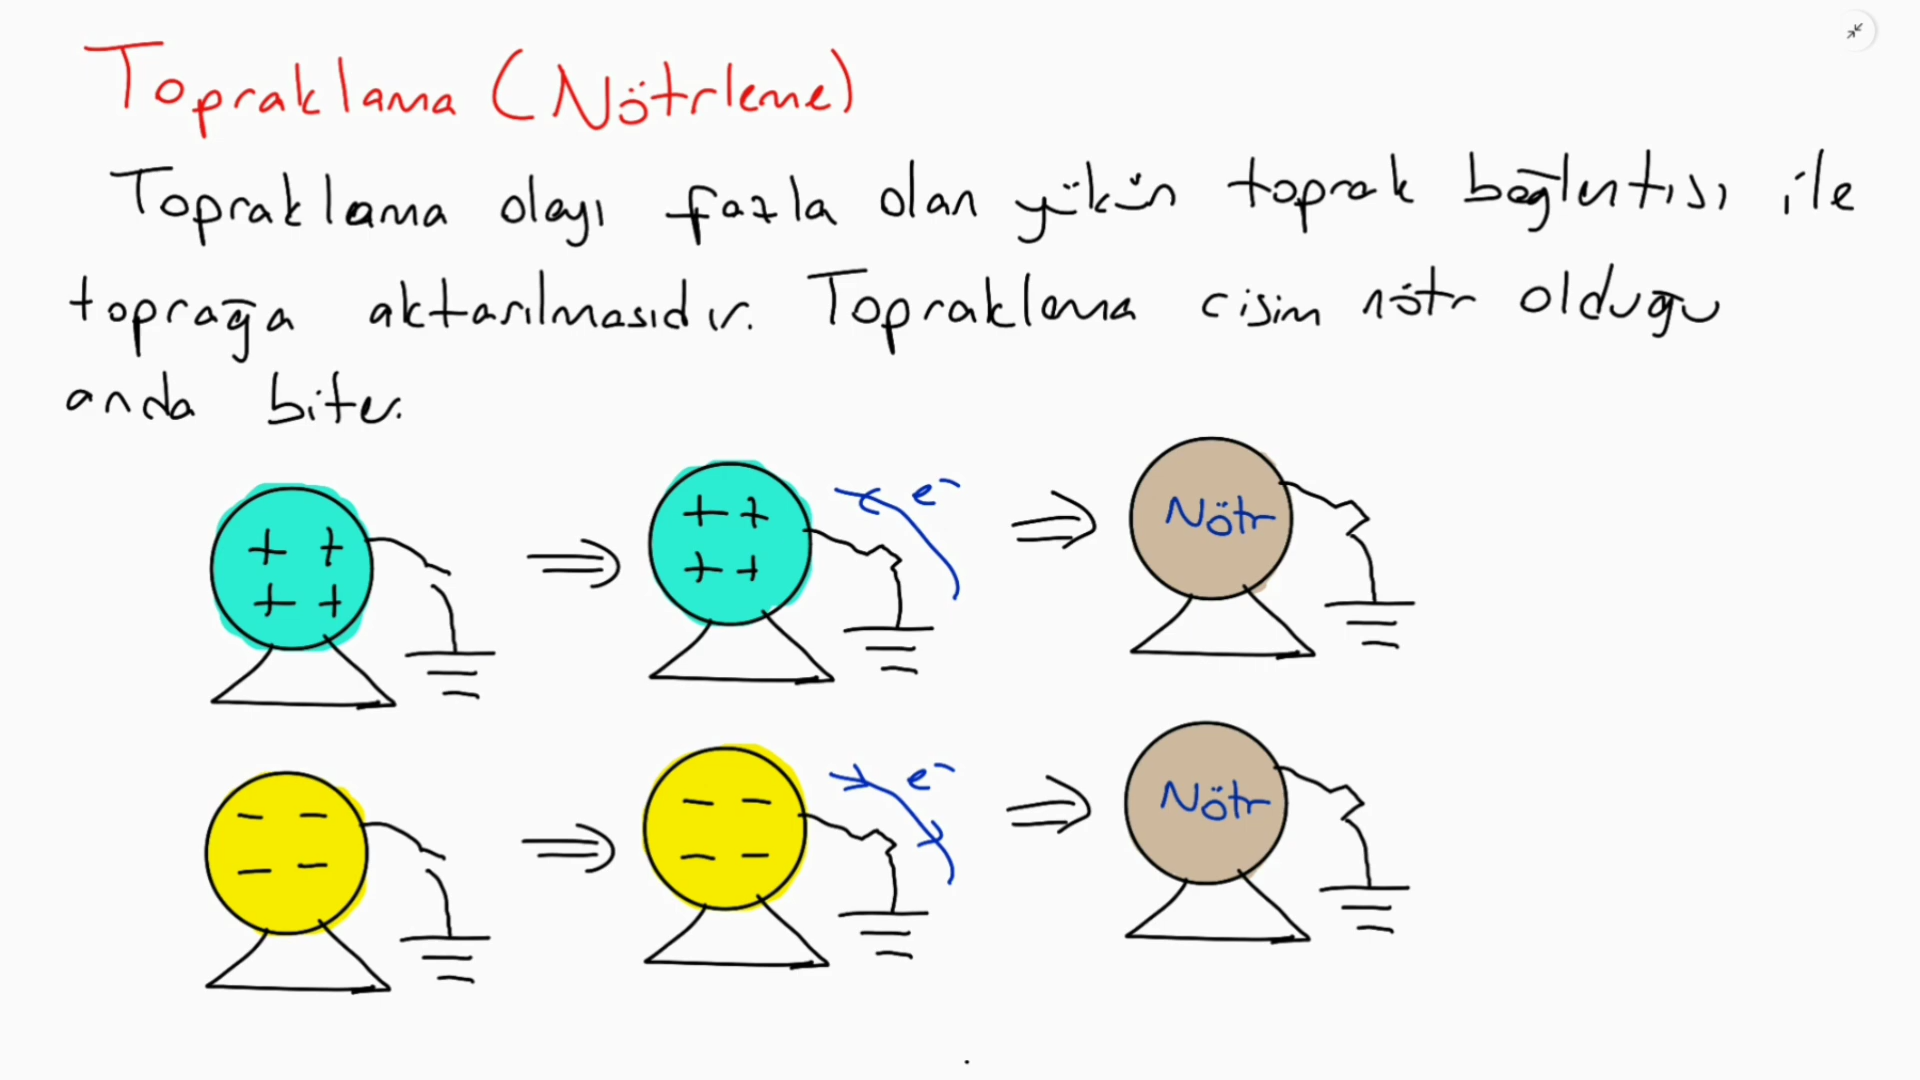 Topraklama (Nötrleme)
Topraklama olayı fazla olan yükün toprak bağlantısı ile
toprağa aktarılmasıdır. Topraklama cisim nötr olduğu
anda biter.
+ + e⁻ Nötr
+ + + +
+ + + +
e⁻ Nötr
- - - -
- - - -